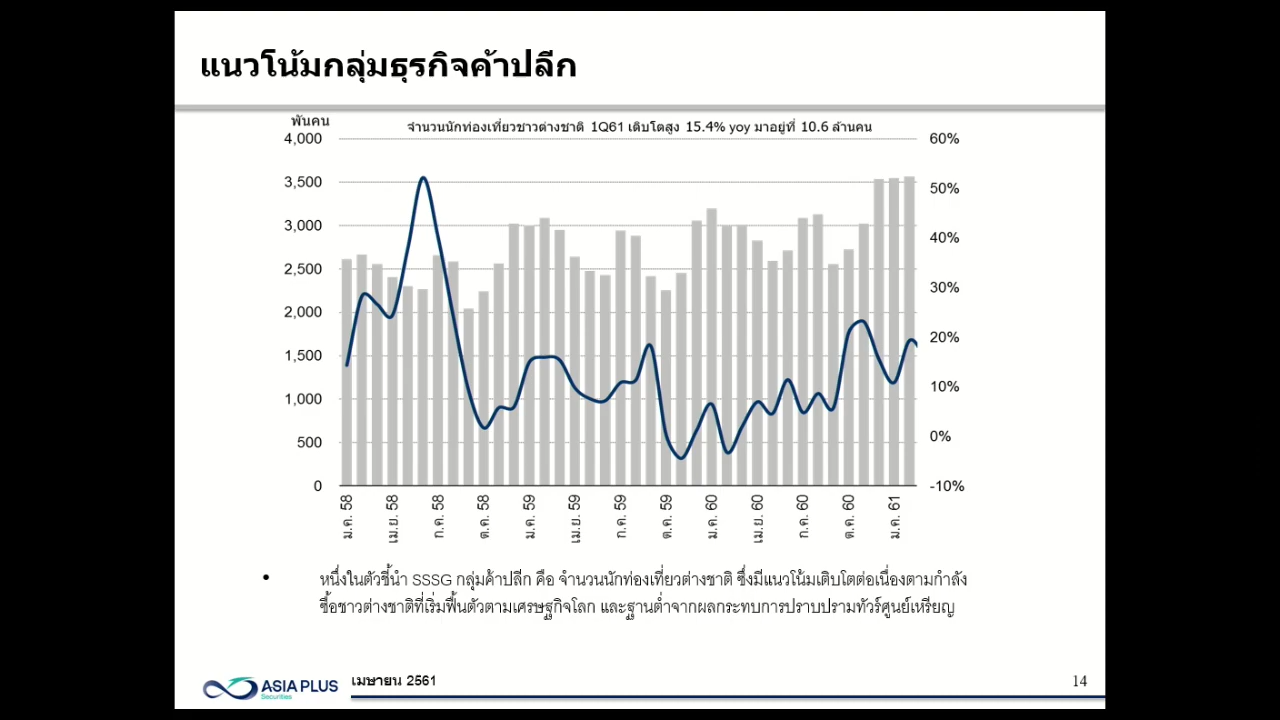 แนวโน้มกลุ่มธุรกิจค้าปลีก
พันคน
จำนวนนักท่องเที่ยวชาวต่างชาติ 1Q61 เติบโตสูง 15.4% yoy มาอยู่ที่ 10.6 ล้านคน
4,000
3,500
3,000
2,500
2,000
1,500
1,000
500
0
60%
50%
40%
30%
20%
10%
0%
-10%
ม.ค. 58
เม.ย. 58
ก.ค. 58
ต.ค. 58
ม.ค. 59
เม.ย. 59
ก.ค. 59
ต.ค. 59
ม.ค. 60
เม.ย. 60
ก.ค. 60
ต.ค. 60
ม.ค. 61
• หนึ่งในตัวชี้นำ SSSG กลุ่มค้าปลีก คือ จำนวนนักท่องเที่ยวต่างชาติ ซึ่งมีแนวโน้มเติบโตต่อเนื่องตามกำลัง
ซื้อชาวต่างชาติที่เริ่มฟื้นตัวตามเศรษฐกิจโลก และฐานต่ำจากผลกระทบการปราบปรามทัวร์ศูนย์เหรียญ
ASIA PLUS
Securities
เมษายน 2561
14